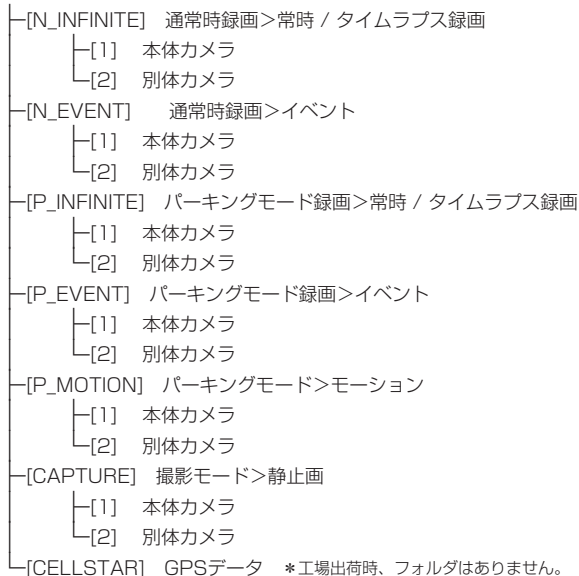 [N_INFINITE] 通常時録画＞常時 / タイムラプス録画
[1] 本体カメラ
[2] 別体カメラ
[N_EVENT] 通常時録画＞イベント
[1] 本体カメラ
[2] 別体カメラ
[P_INFINITE] パーキングモード録画＞常時 / タイムラプス録画
[1] 本体カメラ
[2] 別体カメラ
[P_EVENT] パーキングモード録画＞イベント
[1] 本体カメラ
[2] 別体カメラ
[P_MOTION] パーキングモード＞モーション
[1] 本体カメラ
[2] 別体カメラ
[CAPTURE] 撮影モード＞静止画
[1] 本体カメラ
[2] 別体カメラ
[CELLSTAR] GPSデータ ＊工場出荷時、フォルダはありません。